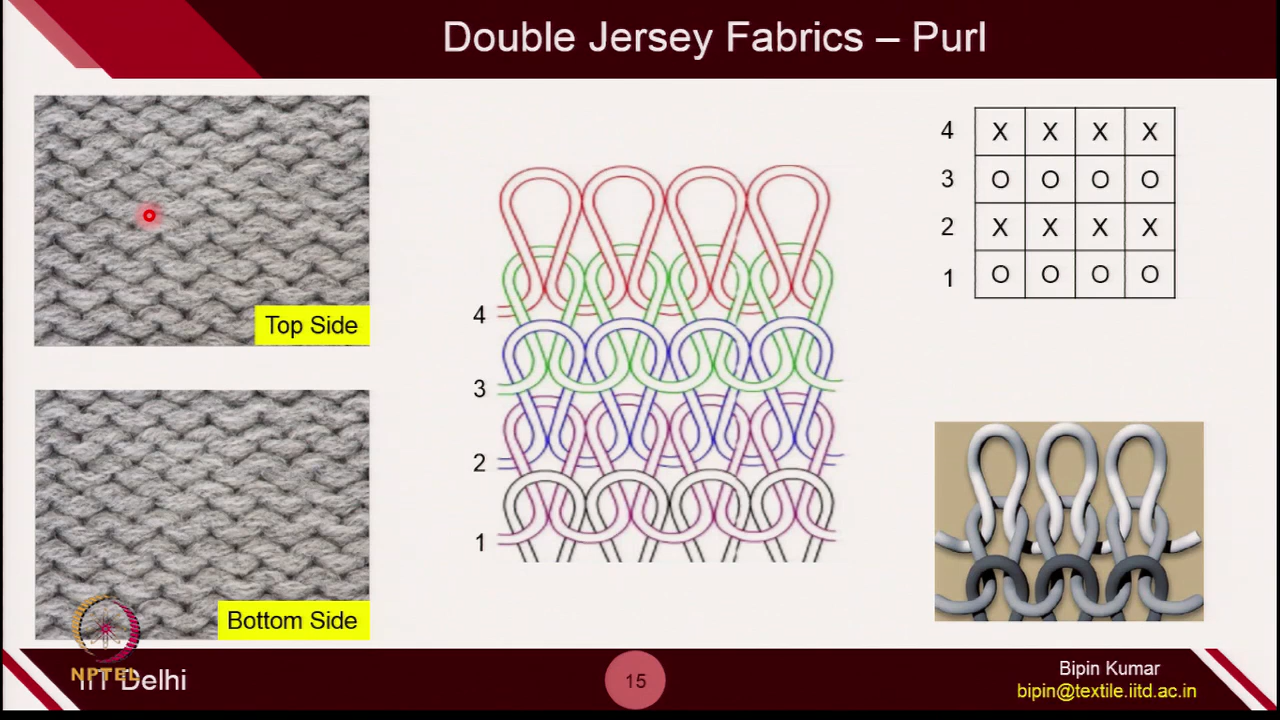 Double Jersey Fabrics – Purl
Top Side
Bottom Side
4
3
2
1
4 X X X X
3 O O O O
2 X X X X
1 O O O O
NPTEL
IIT Delhi
15
Bipin Kumar
bipin@textile.iitd.ac.in